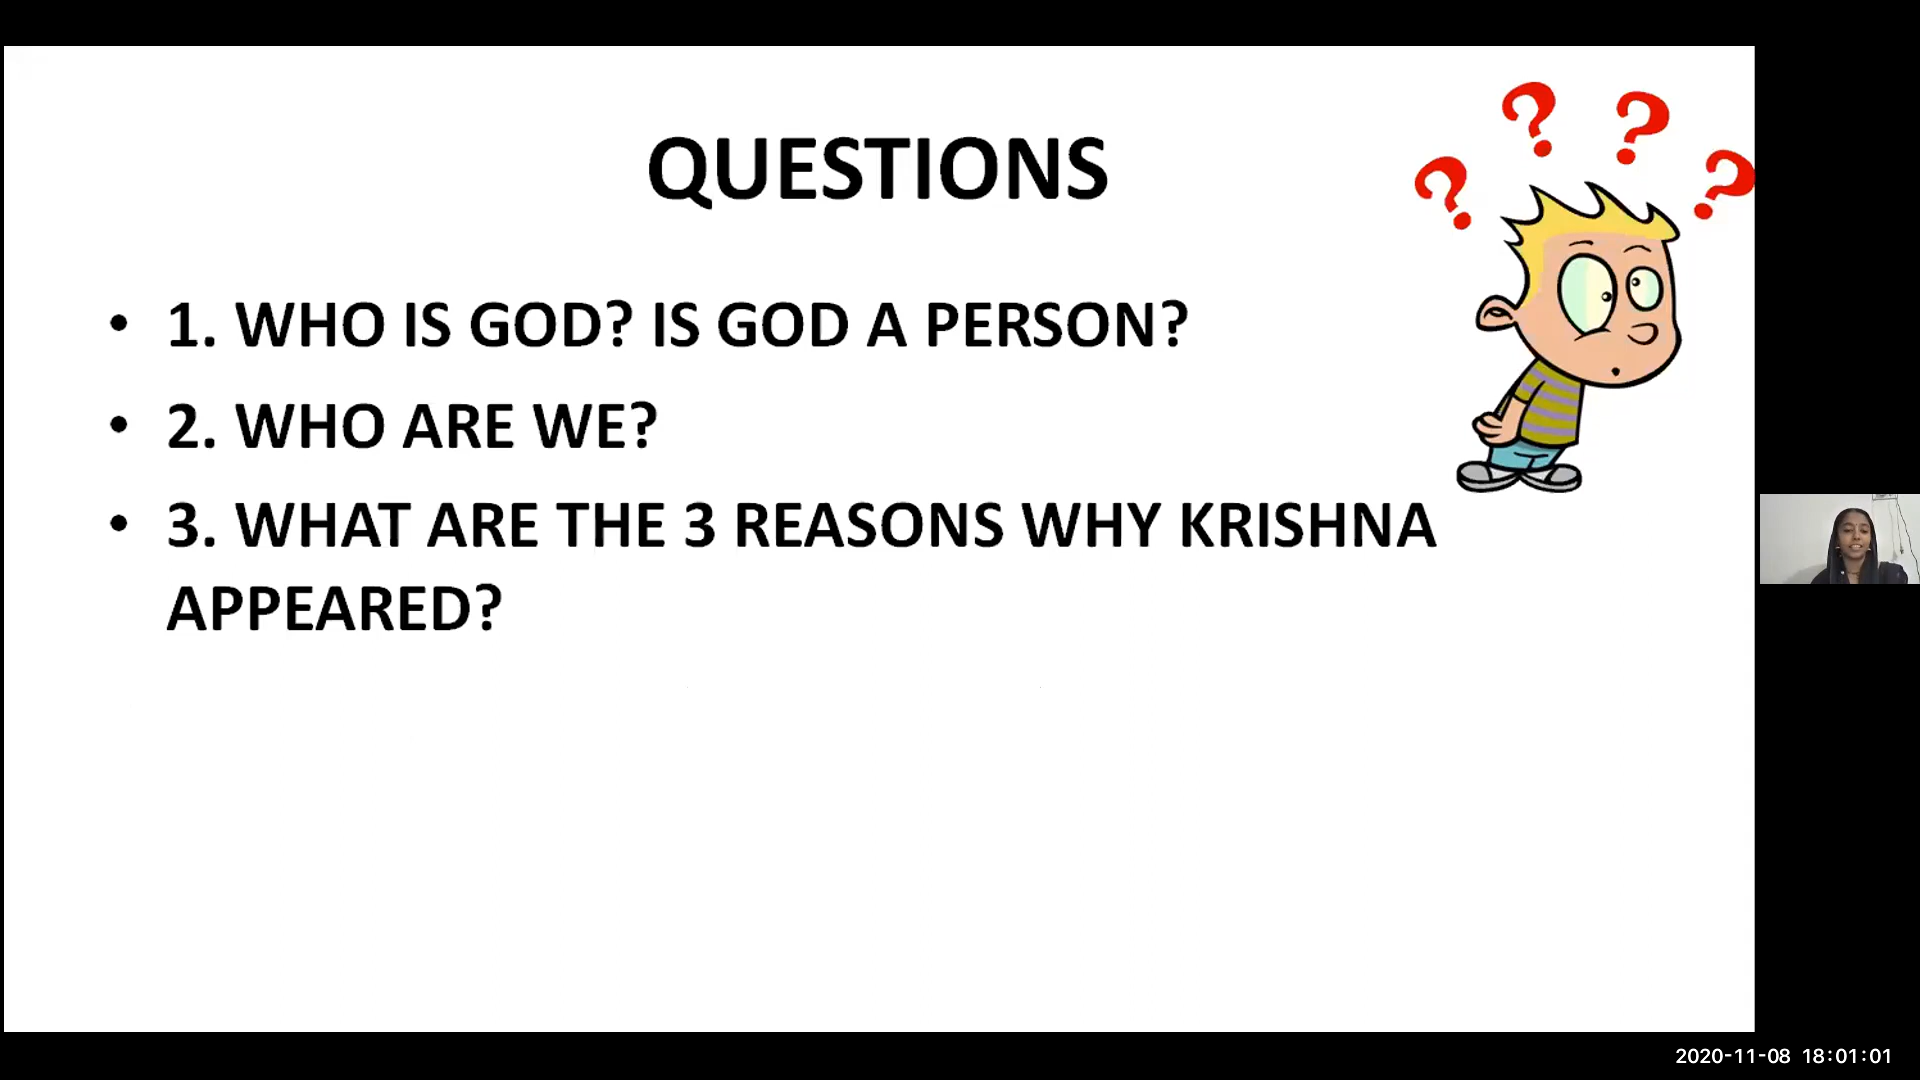 QUESTIONS
• 1. WHO IS GOD? IS GOD A PERSON?
• 2. WHO ARE WE?
• 3. WHAT ARE THE 3 REASONS WHY KRISHNA
APPEARED?
? ? ? ?
2020-11-08 18:01:01